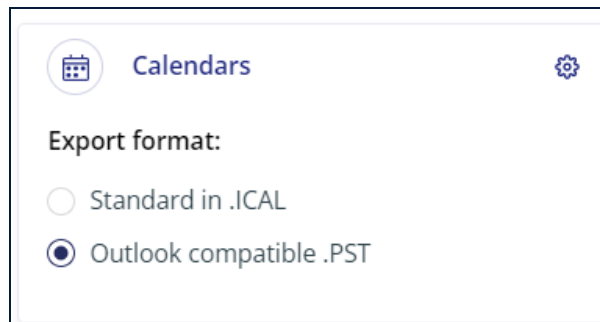 Calendars
Export format:
Standard in .ICAL
Outlook compatible .PST